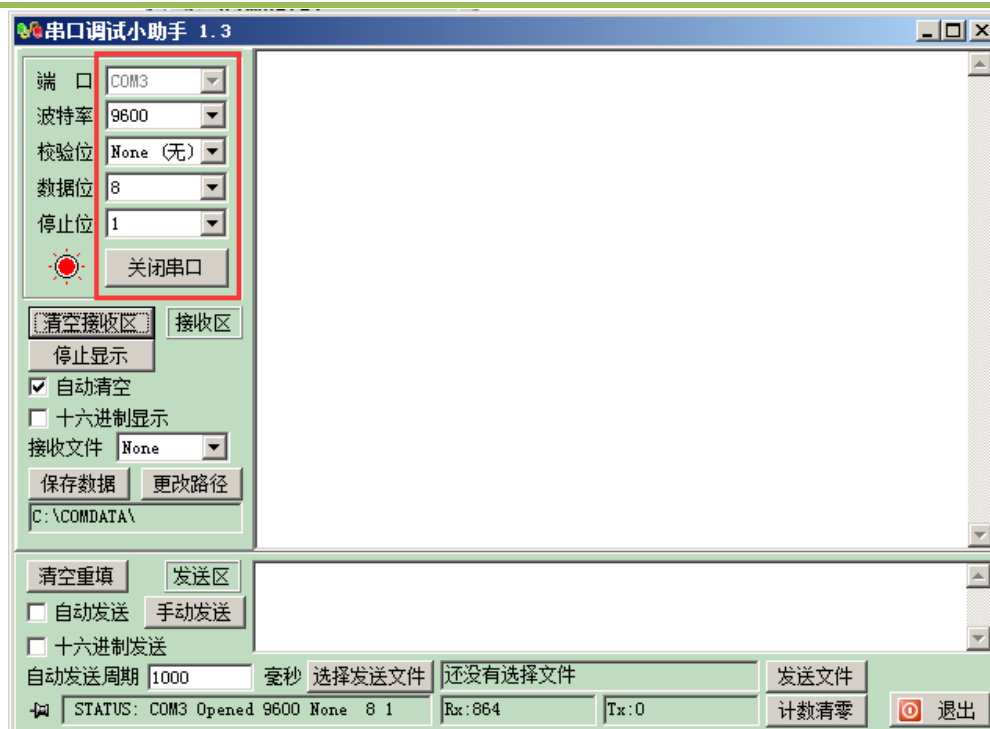 串口调试小助手 1.3
端 口 COM3
波特率 9600
校验位 None (无)
数据位 8
停止位 1
关闭串口
清空接收区 接收区
停止显示
自动清空
十六进制显示
接收文件 None
保存数据 更改路径
C:\COMDATA\
清空重填 发送区
自动发送 手动发送
十六进制发送
自动发送周期 1000 毫秒 选择发送文件 还没有选择文件 发送文件
STATUS: COM3 Opened 9600 None 8 1 Rx:864 Tx:0 计数清零 退出